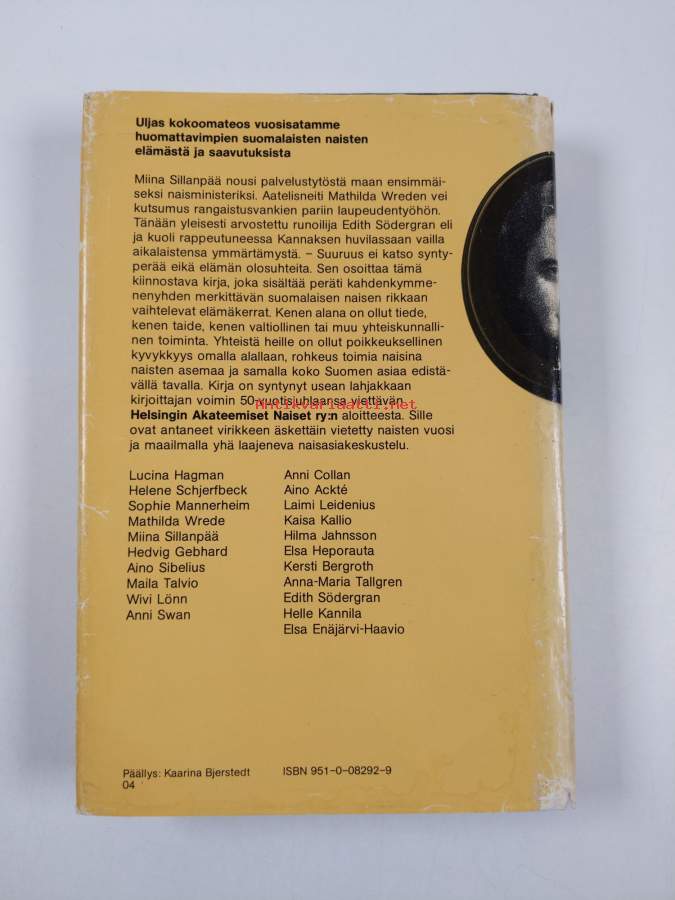 Uljas kokoomateos vuosisatamme
huomattavimpien suomalaisten naisten
elämästä ja saavutuksista
Miina Sillanpää nousi palvelustytöstä maan ensimmäi-
seksi naisministeriksi. Aatelisneiti Mathilda Wreden vei
kutsumus rangaistusvankien pariin laupeudentyöhön.
Tänään yleisesti arvostettu runoilija Edith Södergran eli
ja kuoli rappeutuneessa Kannaksen huvilassaan vailla
aikalaistensa ymmärtämystä. – Suuruus ei katso synty-
perää eikä elämän olosuhteita. Sen osoittaa tämä
kiinnostava kirja, joka sisältää peräti kahdenkymme-
nenyhden merkittävän suomalaisen naisen rikkaan
vaihtelevat elämäkerrat. Kenen alana on ollut tiede,
kenen taide, kenen valtiollinen tai muu yhteiskunnalli-
nen toiminta. Yhteistä heille on ollut poikkeuksellinen
kyvykkyys omalla alallaan, rohkeus toimia naisina
naisten asemaa ja samalla koko Suomen asiaa edistä-
vällä tavalla. Kirja on syntynyt usean lahjakkaan
kirjoittajan voimin 50-vuotisjuhlaansa viettävän
Antikvariaatti.net
Helsingin Akateemiset Naiset ry:n aloitteesta. Sille
ovat antaneet virikkeen äskettäin vietetty naisten vuosi
ja maailmalla yhä laajeneva naisasiakeskustelu.
Lucina Hagman
Helene Schjerfbeck
Sophie Mannerheim
Mathilda Wrede
Miina Sillanpää
Hedvig Gebhard
Aino Sibelius
Maila Talvio
Wivi Lönn
Anni Swan
Anni Collan
Aino Ackté
Laimi Leidenius
Kaisa Kallio
Hilma Jahnsson
Elsa Heporauta
Kersti Bergroth
Anna-Maria Tallgren
Edith Södergran
Helle Kannila
Elsa Enäjärvi-Haavio
Päällys: Kaarina Bjerstedt
04
ISBN 951-0-08292-9